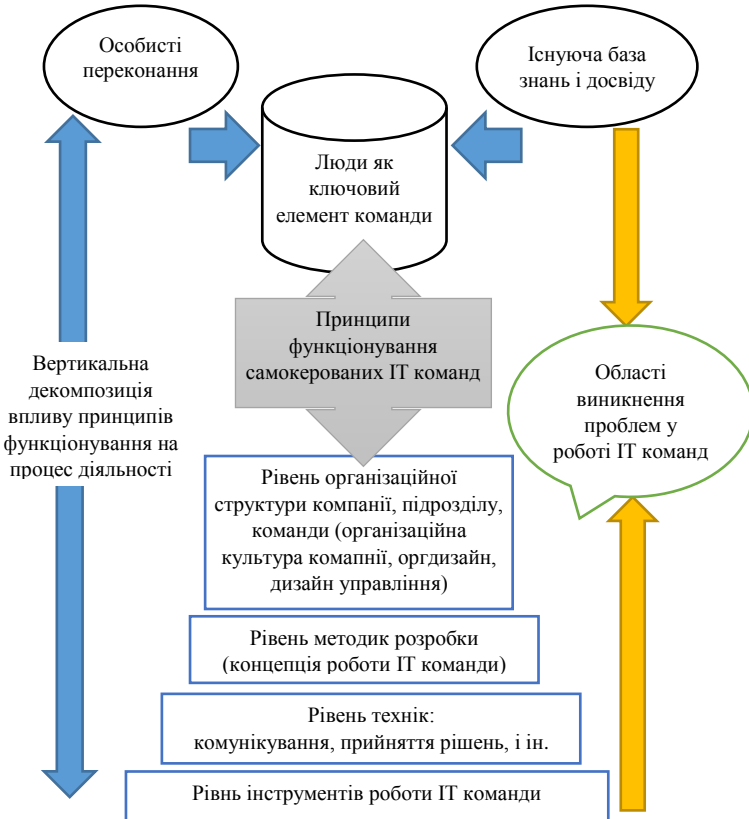 Особисті
переконання
Існуюча база
знань і досвіду
Люди як
ключовий
елемент команди
Принципи
функціонування
самокерованих ІТ команд
Вертикальна
декомпозиція
впливу принципів
функціонування на
процес діяльності
Області
виникнення
проблем у
роботі ІТ команд
Рівень організаційної
структури компанії, підрозділу,
команди (організаційна
культура комапнії, оргдизайн,
дизайн управління)
Рівень методик розробки
(концепція роботи ІТ команди)
Рівень технік:
комунікування, прийняття рішень, і ін.
Рівнь інструментів роботи ІТ команди